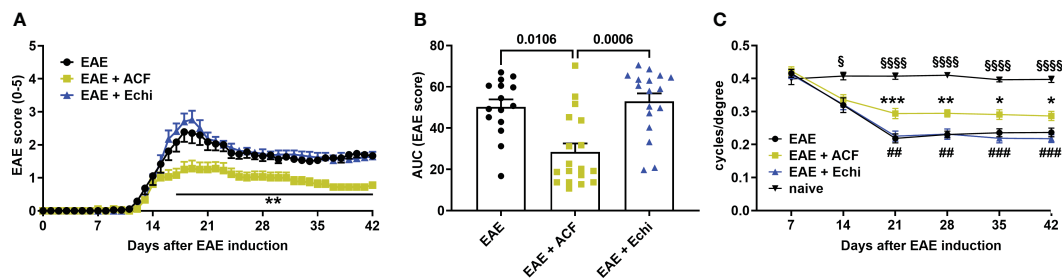 A
EAE score (0-5)
5
4
3
2
1
0
EAE
EAE + ACF
EAE + Echi
**
0 7 14 21 28 35 42
Days after EAE induction
B
AUC (EAE score)
80
60
40
20
0
0.0106 0.0006
EAE EAE + ACF EAE + Echi
C
cycles/degree
0.5
0.4
0.3
0.2
0.1
0.0
§ §§§§ §§§§ §§§§ §§§§
*** ** * *
## ## ### ###
EAE
EAE + ACF
EAE + Echi
naive
7 14 21 28 35 42
Days after EAE induction